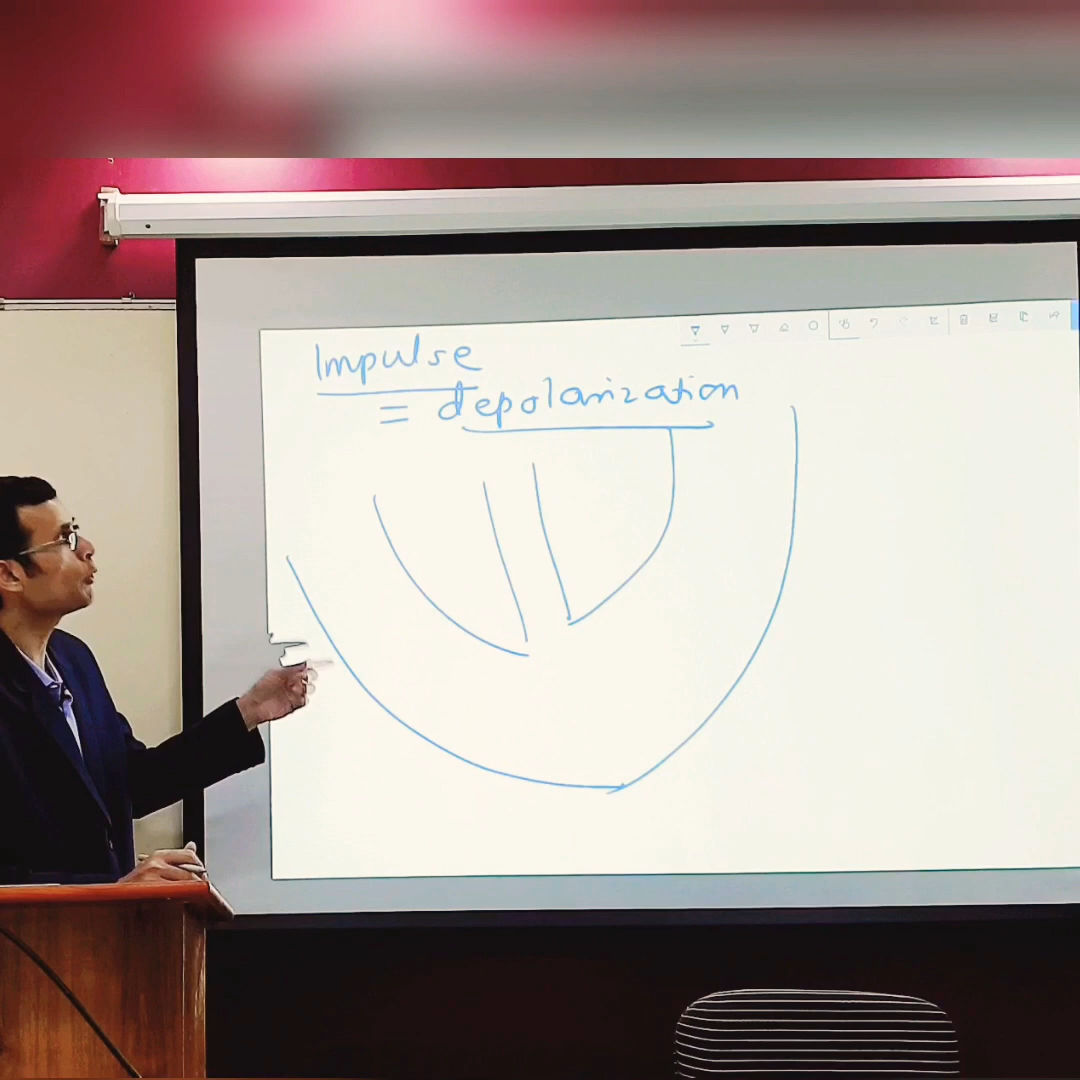 Impulse
= depolarization